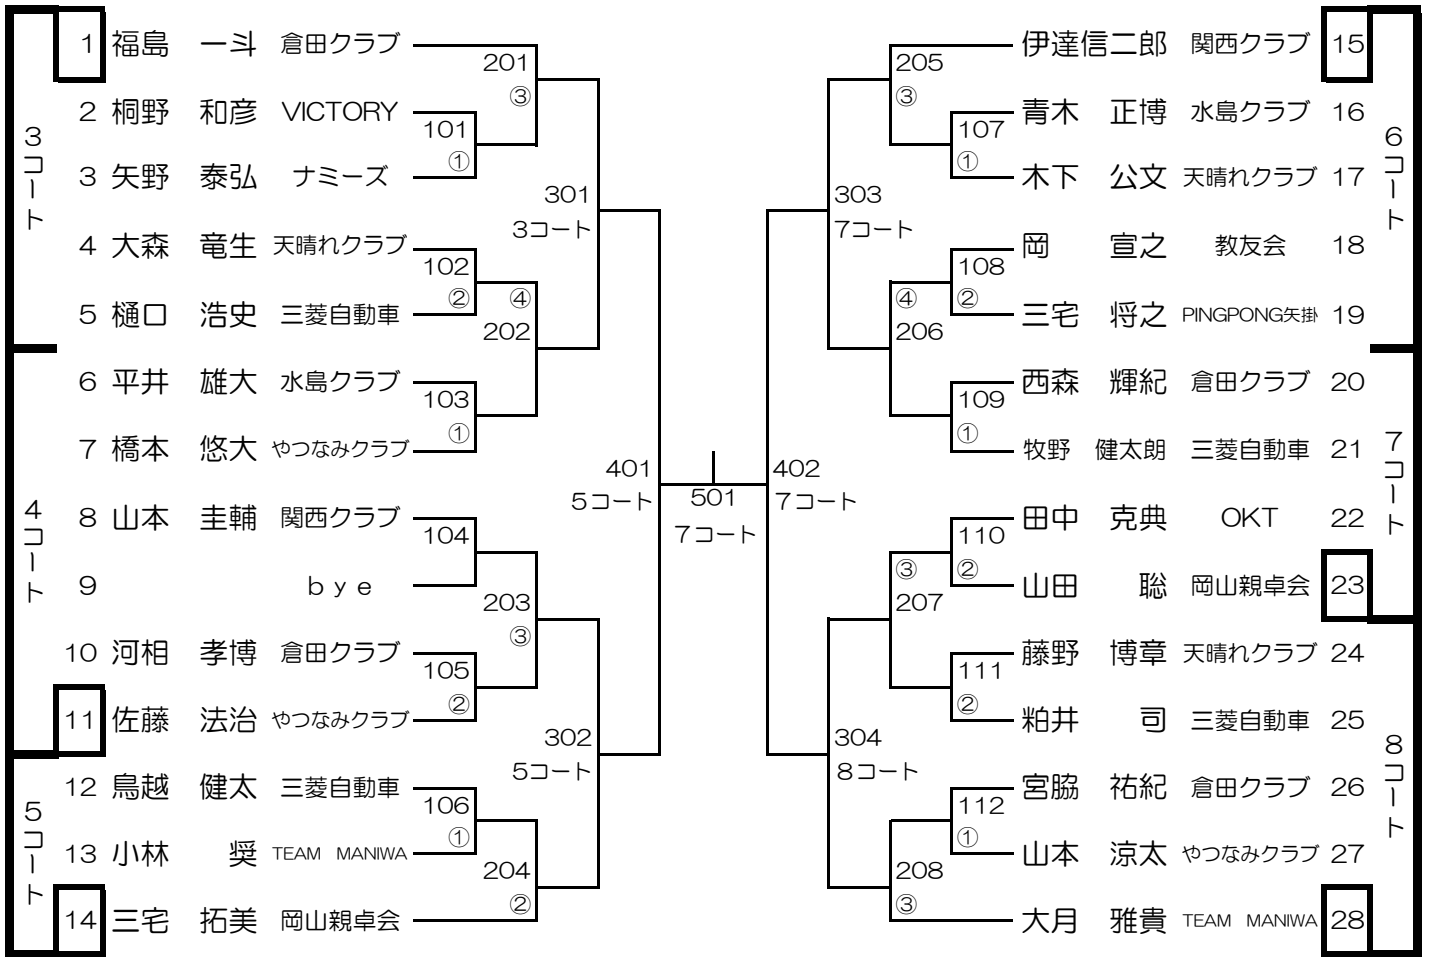 3コート
4コート
5コート
1 福島 一斗 倉田クラブ
2 桐野 和彦 VICTORY
3 矢野 泰弘 ナミーズ
4 大森 竜生 天晴れクラブ
5 樋口 浩史 三菱自動車
6 平井 雄大 水島クラブ
7 橋本 悠大 やつなみクラブ
8 山本 圭輔 関西クラブ
9 bye
10 河相 孝博 倉田クラブ
11 佐藤 法治 やつなみクラブ
12 鳥越 健太 三菱自動車
13 小林 奨 TEAM MANIWA
14 三宅 拓美 岡山親卓会
101
①
102
②
103
①
104
105
②
106
①
201
③
④
202
203
③
204
②
301
3コート
302
5コート
401
5コート
501
7コート
402
7コート
303
7コート
304
8コート
205
③
④
206
③
207
208
③
107
①
108
②
109
①
110
②
111
②
112
①
伊達信二郎 関西クラブ 15
青木 正博 水島クラブ 16
木下 公文 天晴れクラブ 17
岡 宣之 教友会 18
三宅 将之 PINGPONG矢掛 19
西森 輝紀 倉田クラブ 20
牧野 健太朗 三菱自動車 21
田中 克典 OKT 22
山田 聡 岡山親卓会 23
藤野 博章 天晴れクラブ 24
粕井 司 三菱自動車 25
宮脇 祐紀 倉田クラブ 26
山本 涼太 やつなみクラブ 27
大月 雅貴 TEAM MANIWA 28
6コート
7コート
8コート